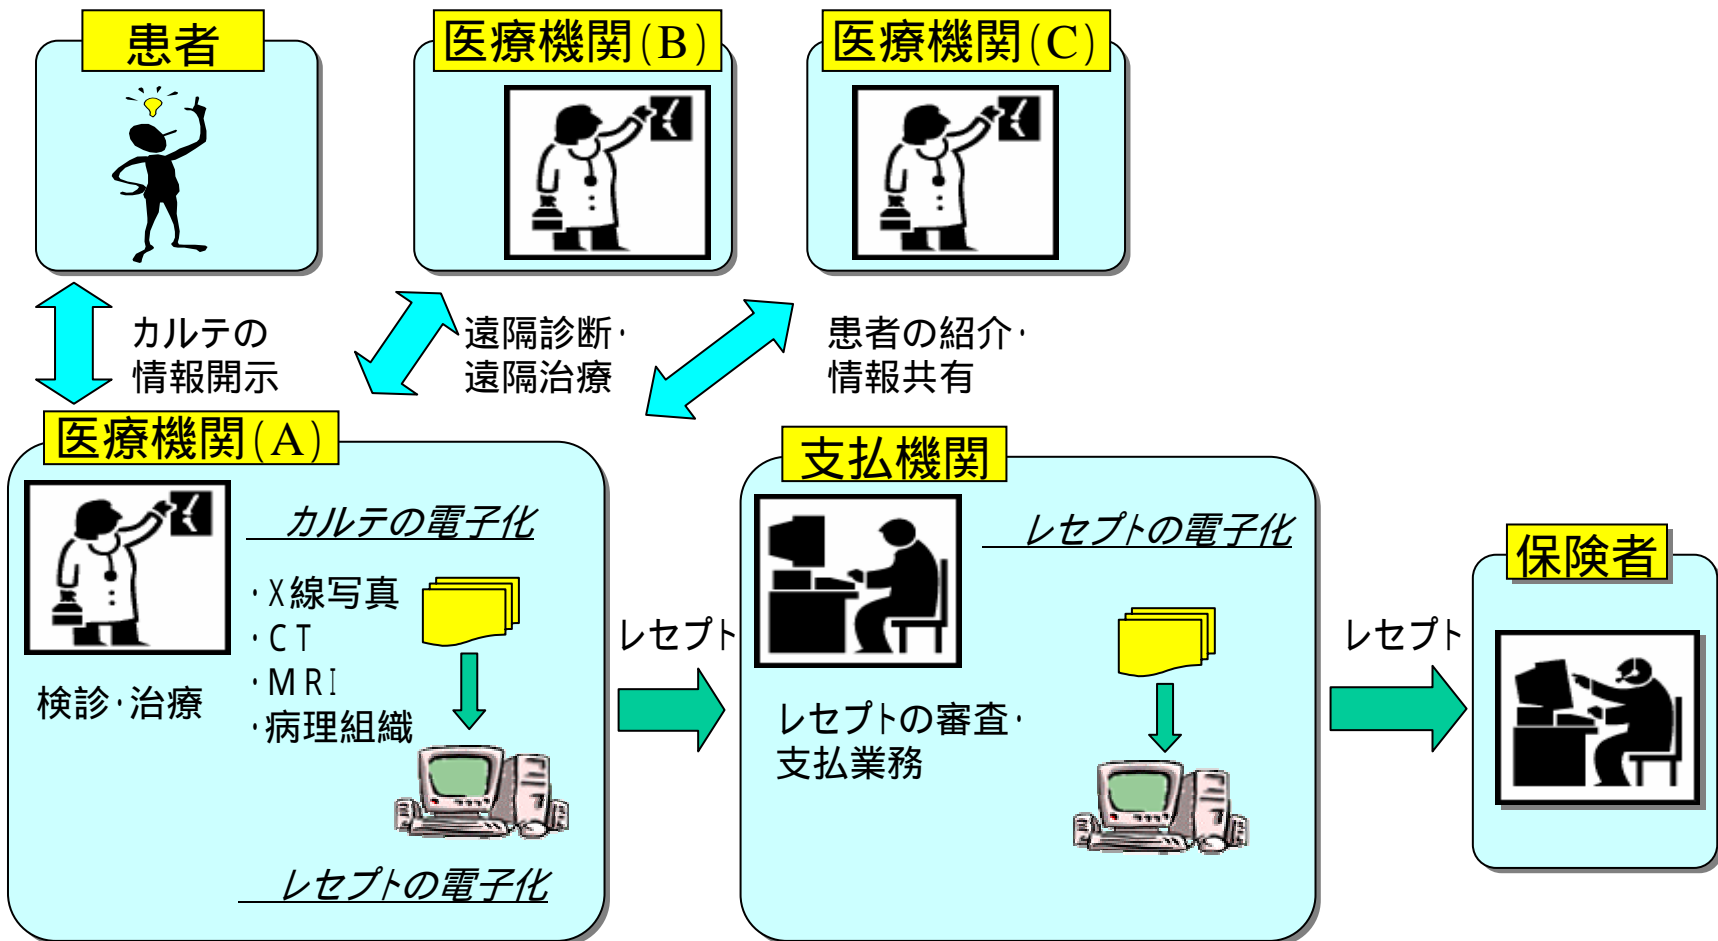 患者
医療機関(B)
医療機関(C)
カルテの
情報開示
遠隔診断・
遠隔治療
患者の紹介・
情報共有
医療機関(A)
カルテの電子化
・X線写真
・CT
・MRI
・病理組織
検診・治療
レセプトの電子化
レセプト
支払機関
レセプトの電子化
レセプトの審査・
支払業務
レセプト
保険者